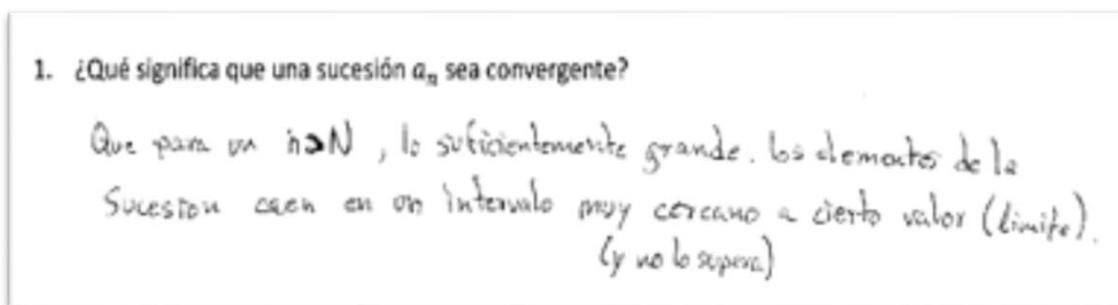 1. ¿Qué significa que una sucesión aₙ sea convergente?
Que para un n>N, lo suficientemente grande. los elementos de la
Sucesion caen en un intervalo muy cercano a cierto valor (limite).
(y no lo supera)